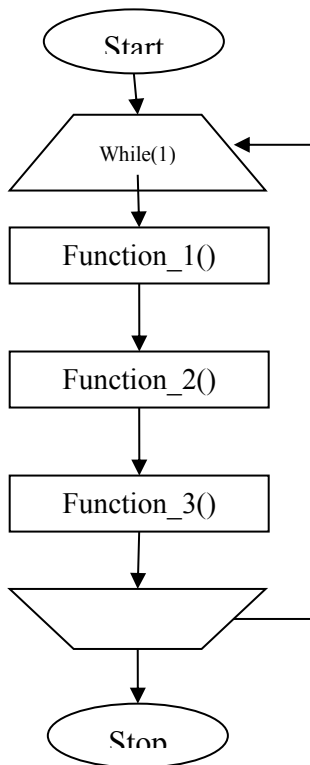 Start
While(1)
Function_1()
Function_2()
Function_3()
Stop